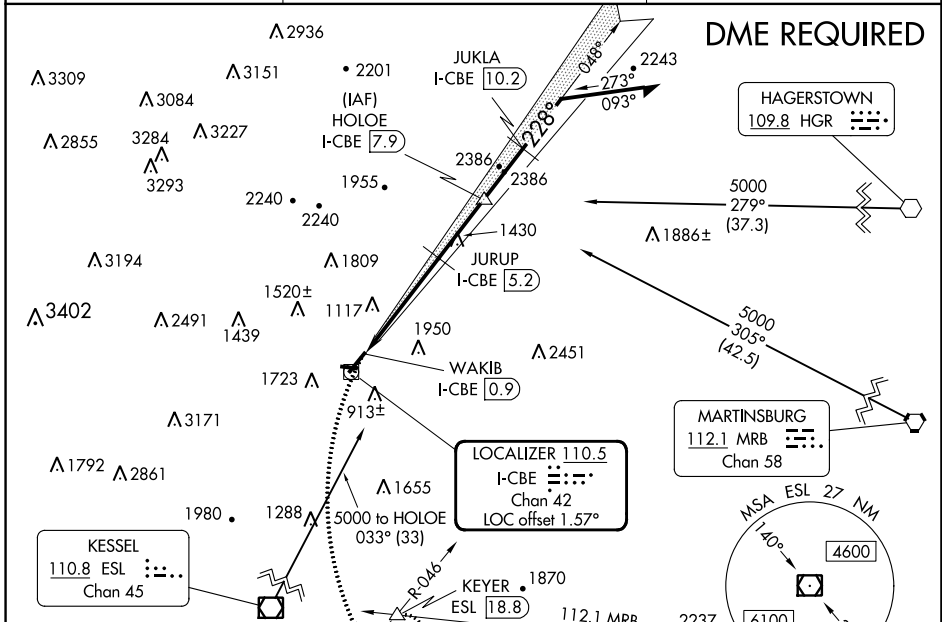 DME REQUIRED
2936
3309
3151
2201
JUKLA
I-CBE 10.2
048°
2243
273°
093°
3084
(IAF)
HOLOE
I-CBE 7.9
228°
HAGERSTOWN
109.8 HGR
2855
3284
3227
3293
1955
2386
2386
2240
2240
5000
279°
(37.3)
1430
1886±
3194
1809
JURUP
I-CBE 5.2
1520±
1117
3402
2491
1439
1950
2451
5000
305°
(42.5)
WAKIB
I-CBE 0.9
1723
913±
3171
MARTINSBURG
112.1 MRB
Chan 58
LOCALIZER 110.5
I-CBE
Chan 42
LOC offset 1.57°
1792
2861
1655
1980
1288
5000 to HOLOE
033° (33)
MSA ESL 27 NM
140°
4600
KESSEL
110.8 ESL
Chan 45
R-046
KEYER
ESL 18.8
1870
112.1 MRB
2237
6100